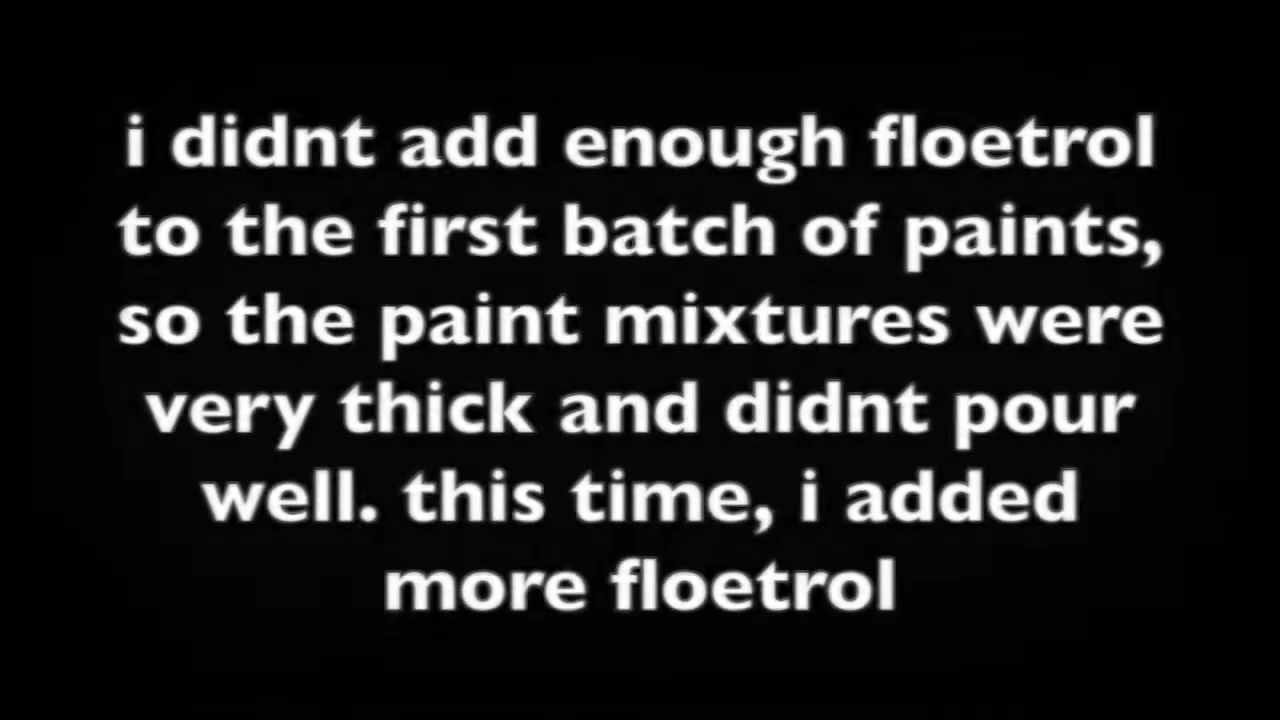 i didnt add enough floetrol
to the first batch of paints,
so the paint mixtures were
very thick and didnt pour
well. this time, i added
more floetrol